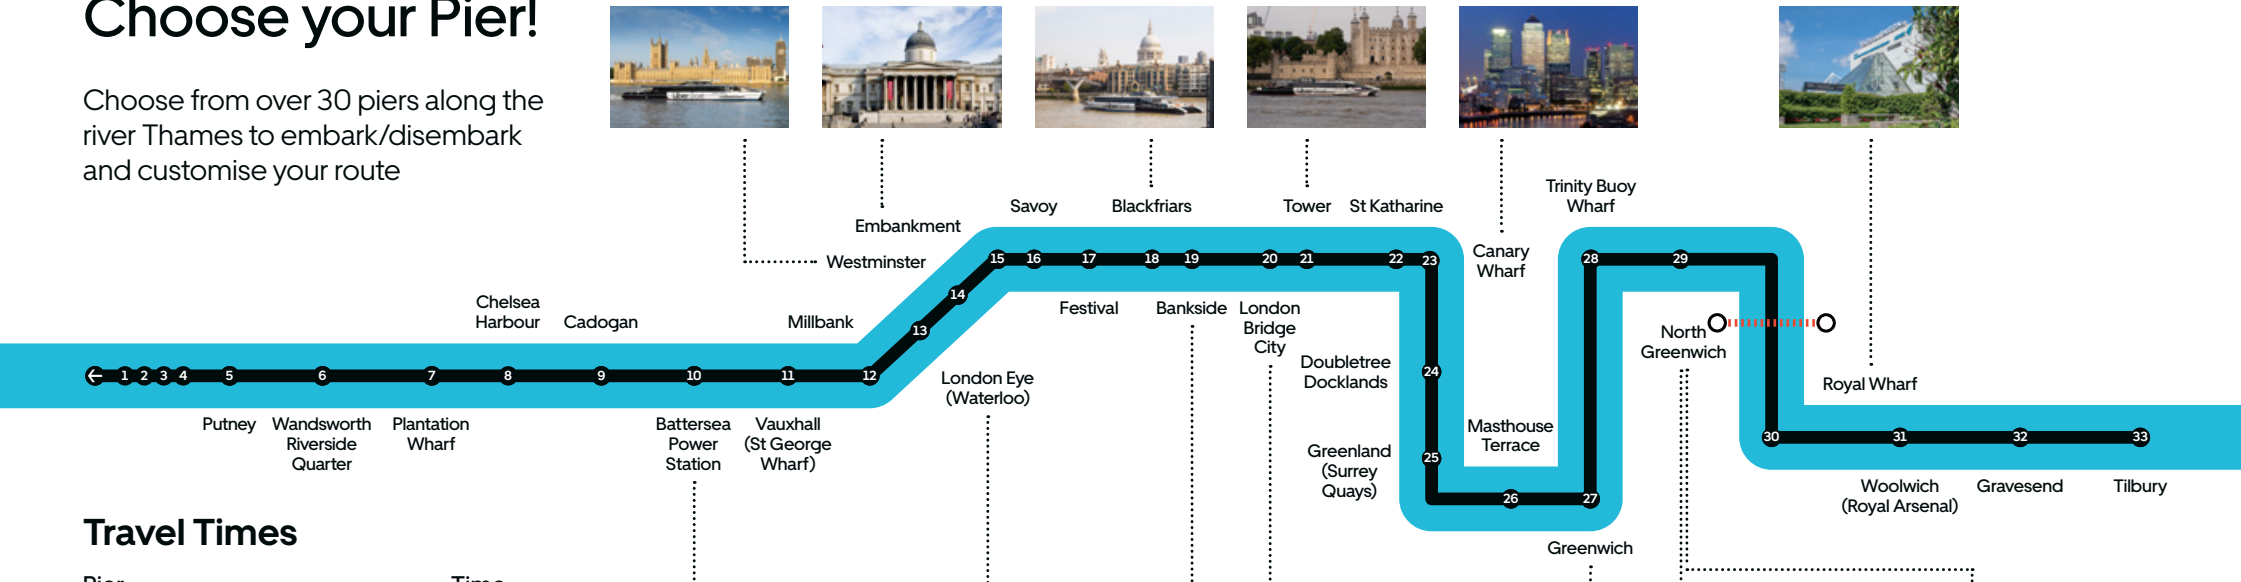 Choose your Pier!
Choose from over 30 piers along the
river Thames to embark/disembark
and customise your route
Embankment
Westminster
Savoy
Blackfriars
Tower
St Katharine
Canary
Wharf
Trinity Buoy
Wharf
Chelsea
Harbour
Cadogan
Millbank
1 2 3 4 5 6 7 8 9 10 11 12 13 14 15 16 17 18 19 20 21 22 23 24 25 26 27 28 29 30 31 32 33
Putney
Wandsworth
Riverside
Quarter
Plantation
Wharf
Battersea
Power
Station
Vauxhall
(St George
Wharf)
London Eye
(Waterloo)
Festival
Bankside
London
Bridge
City
Doubletree
Docklands
Greenland
(Surrey
Quays)
Masthouse
Terrace
Greenwich
North
Greenwich
Royal Wharf
Woolwich
(Royal Arsenal)
Gravesend
Tilbury
Travel Times
Pier
Time